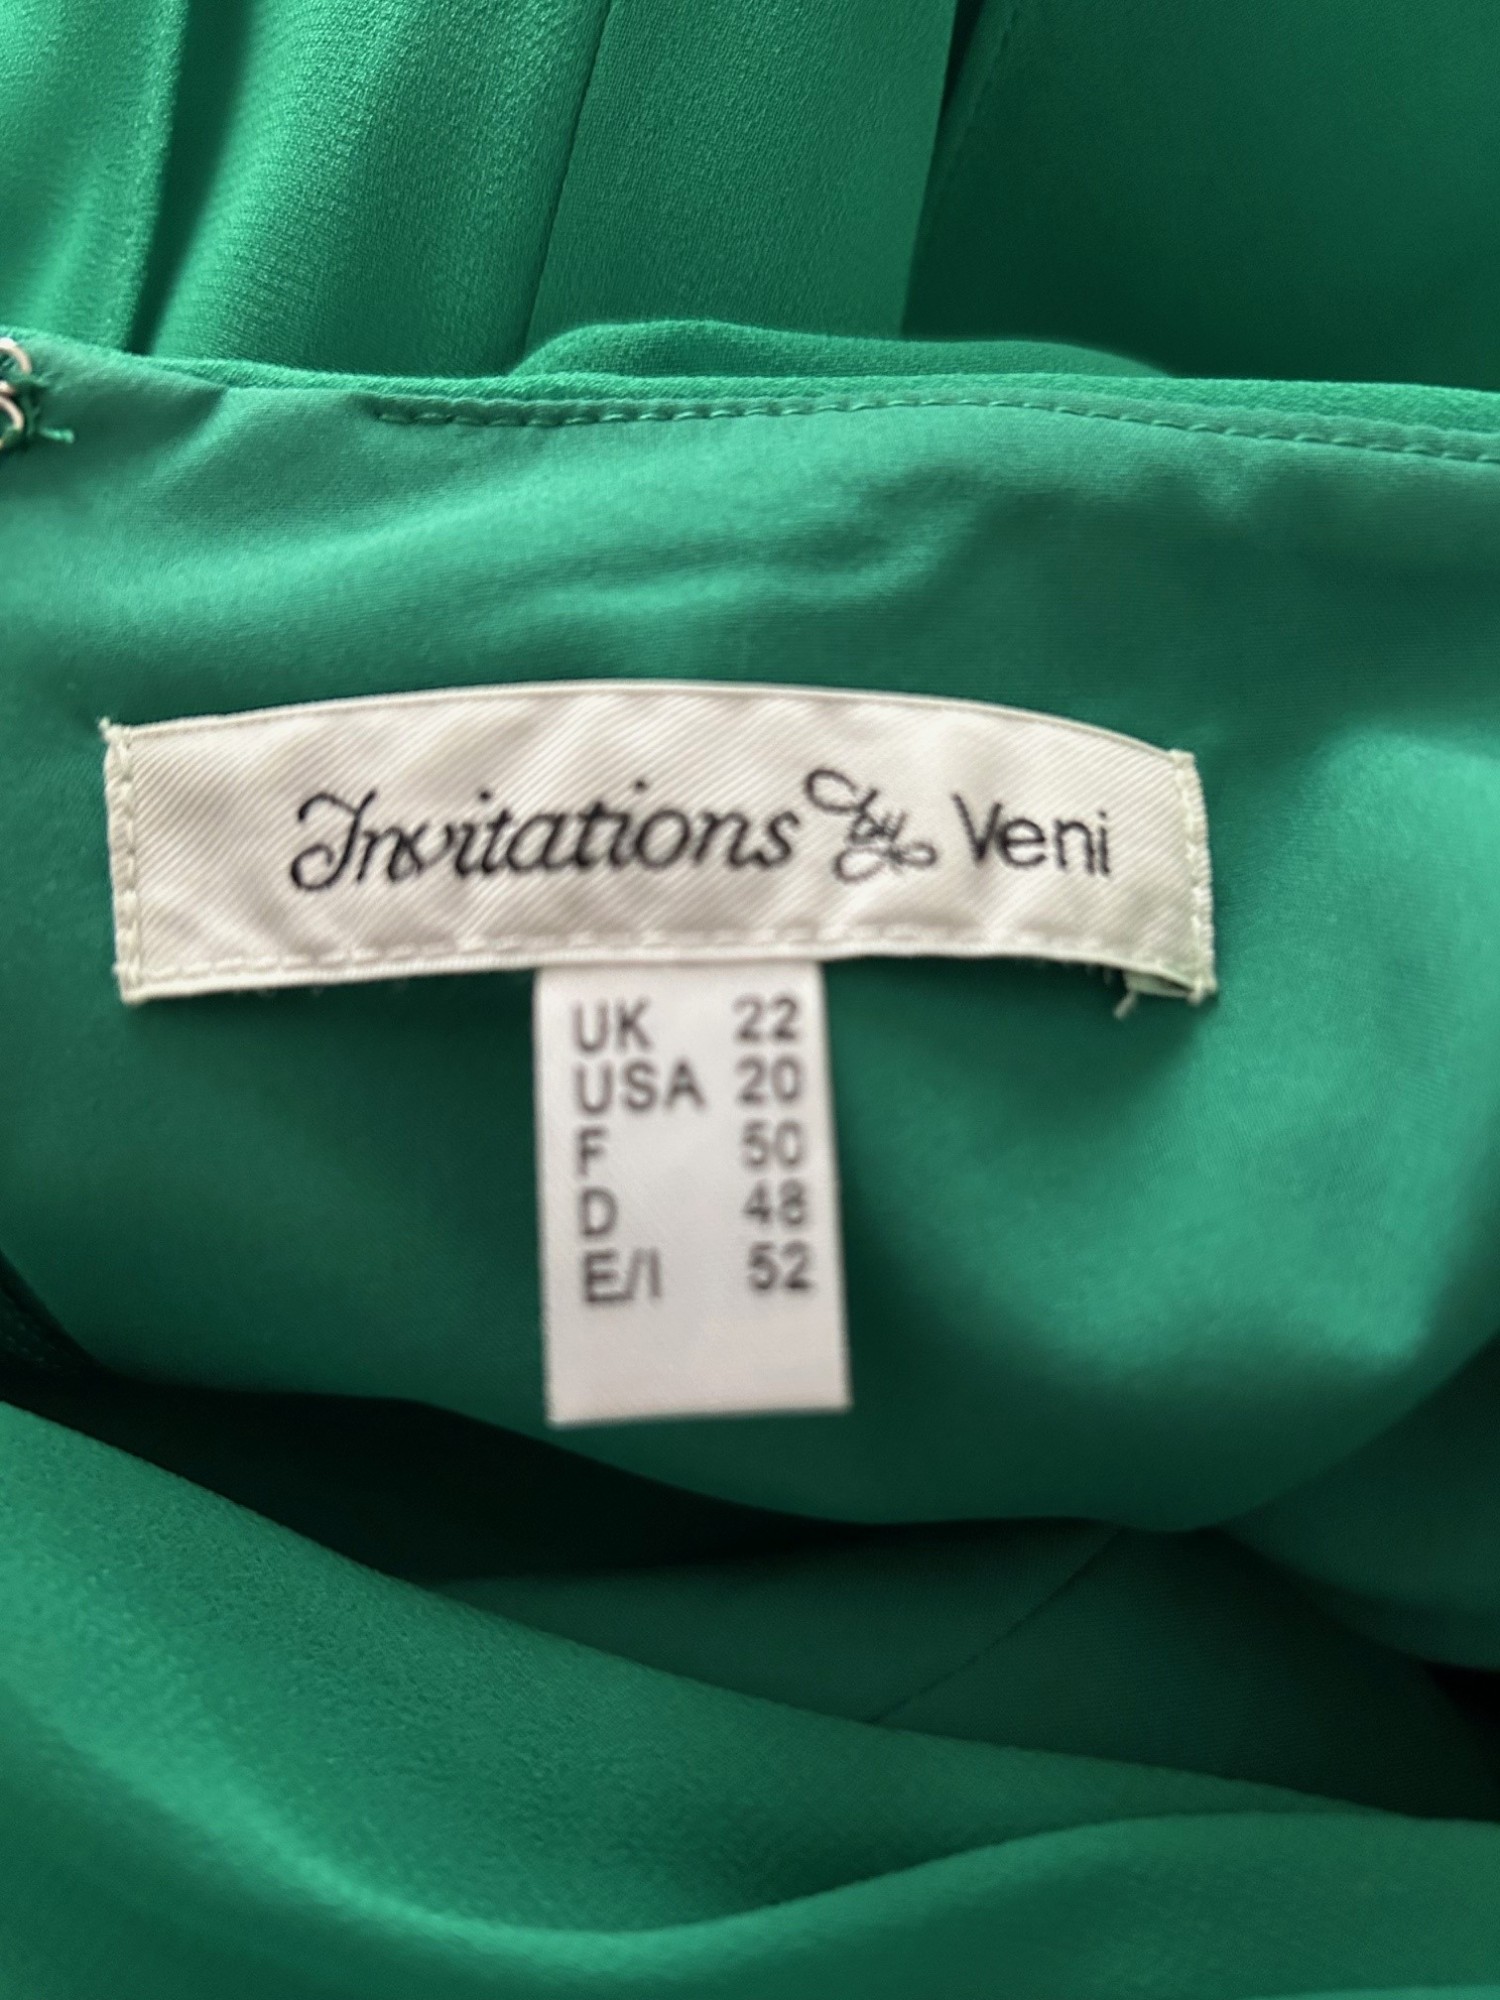 Invitations by Veni
UK 22
USA 20
F 50
D 48
E/I 52